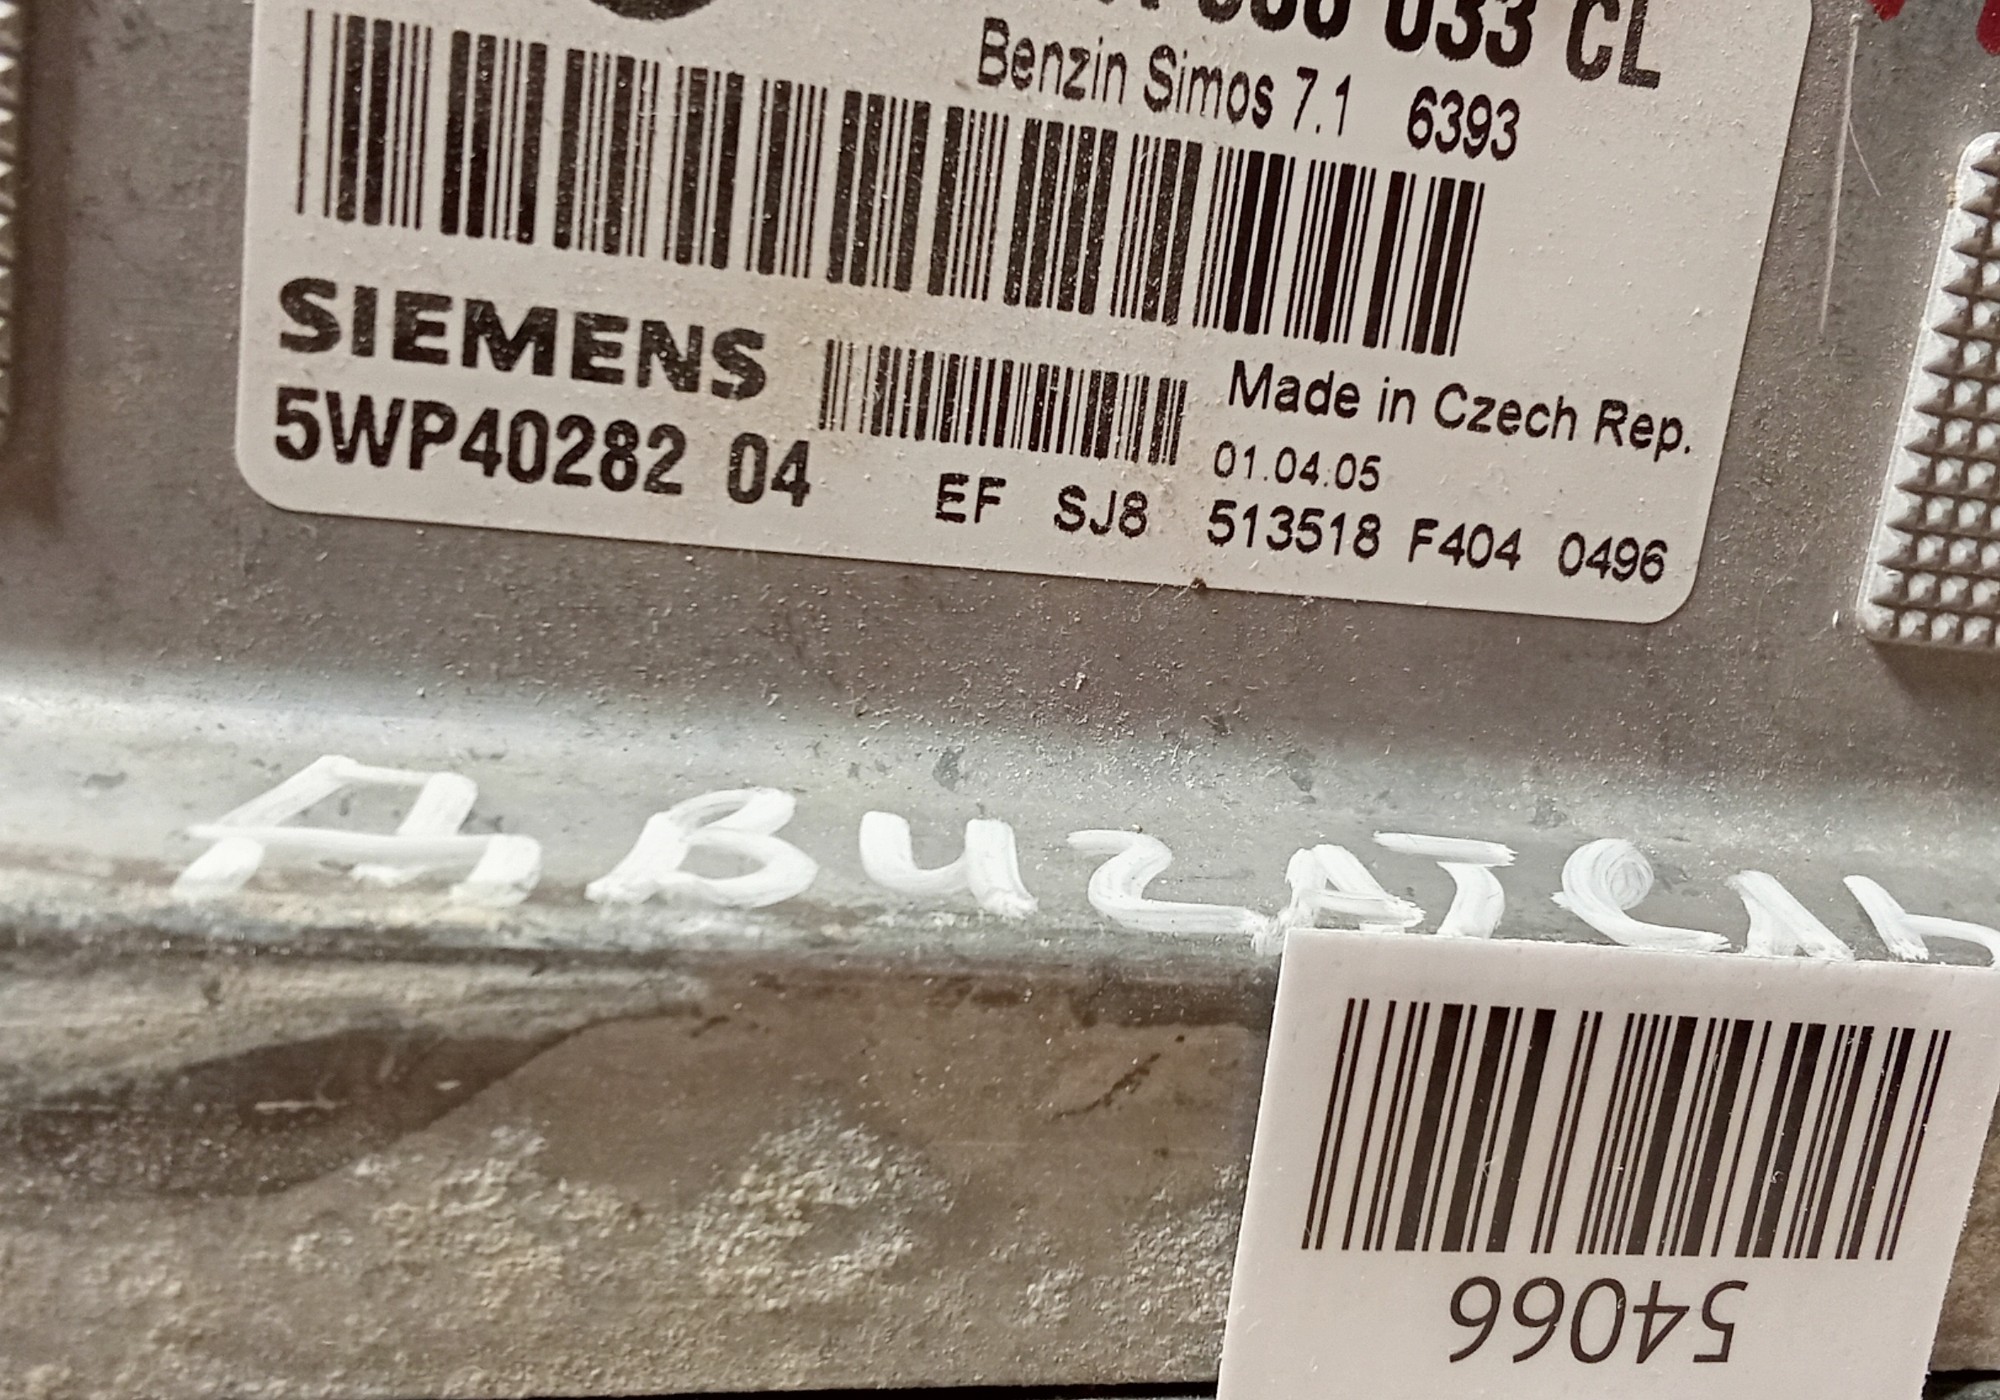 033 CL
Benzin Simos 7.1 6393
SIEMENS
Made in Czech Rep.
5WP40282 04
01.04.05
EF SJ8 513518 F404 0496
54066